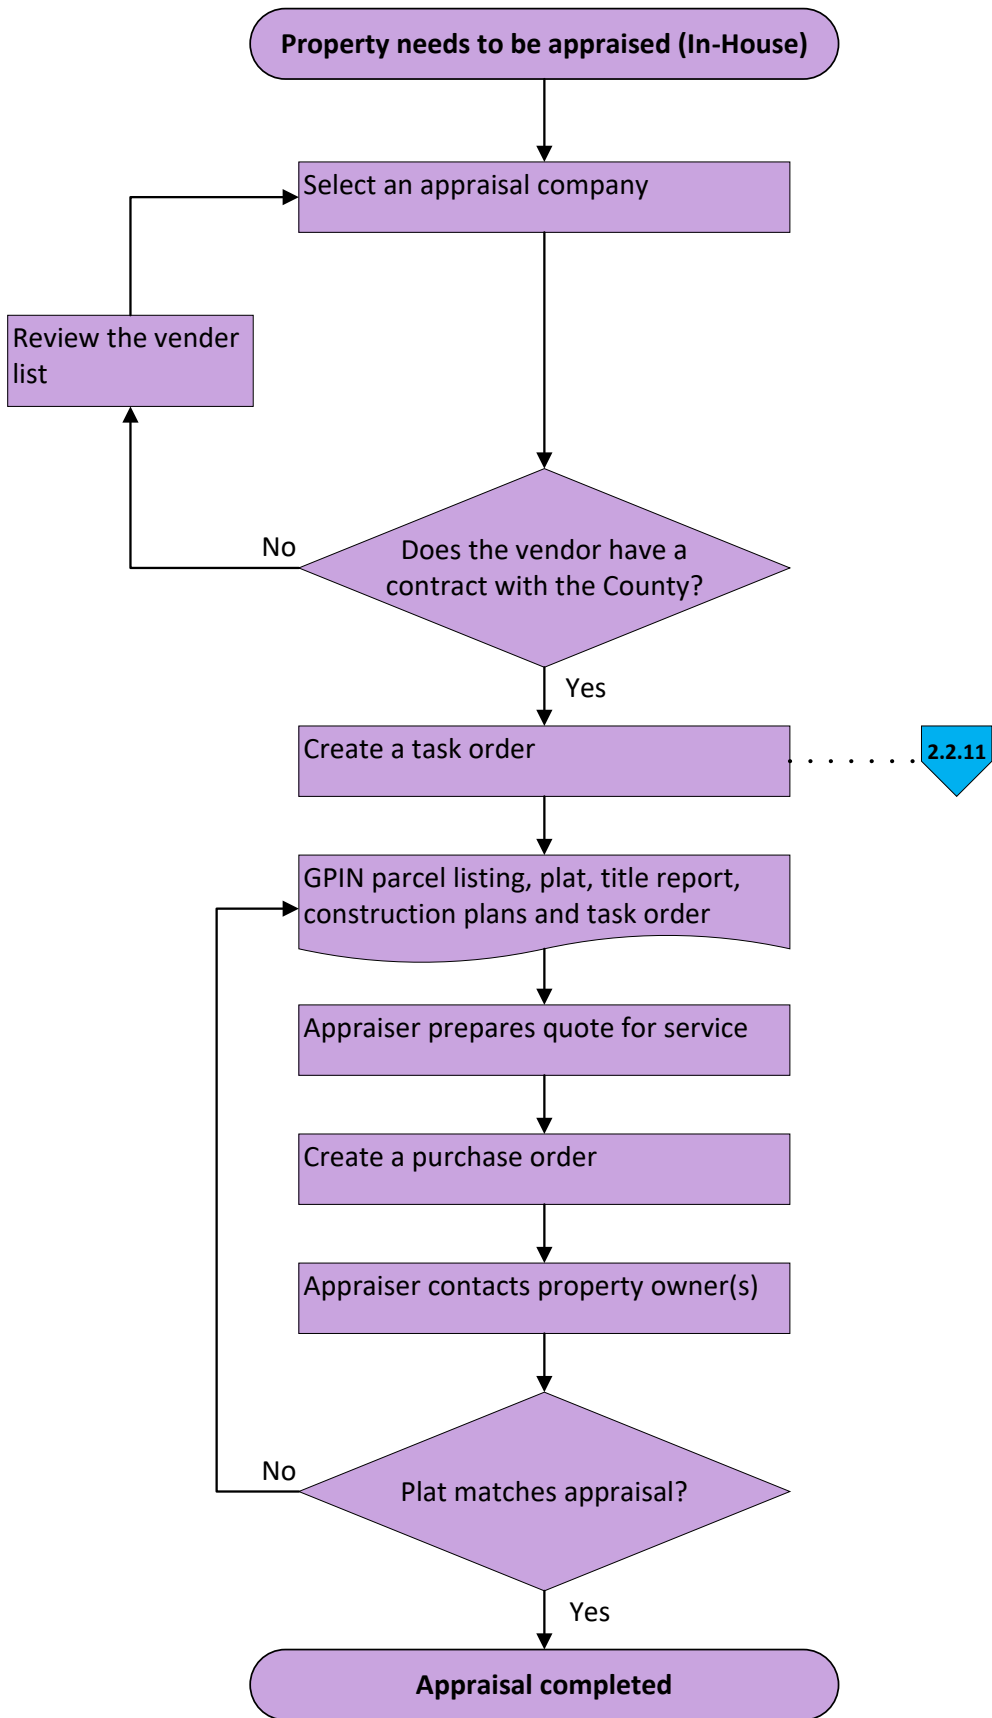 Property needs to be appraised (In-House)
Select an appraisal company
Review the vender
list
No
Does the vendor have a
contract with the County?
Yes
Create a task order
2.2.11
GPIN parcel listing, plat, title report,
construction plans and task order
Appraiser prepares quote for service
Create a purchase order
Appraiser contacts property owner(s)
No
Plat matches appraisal?
Yes
Appraisal completed